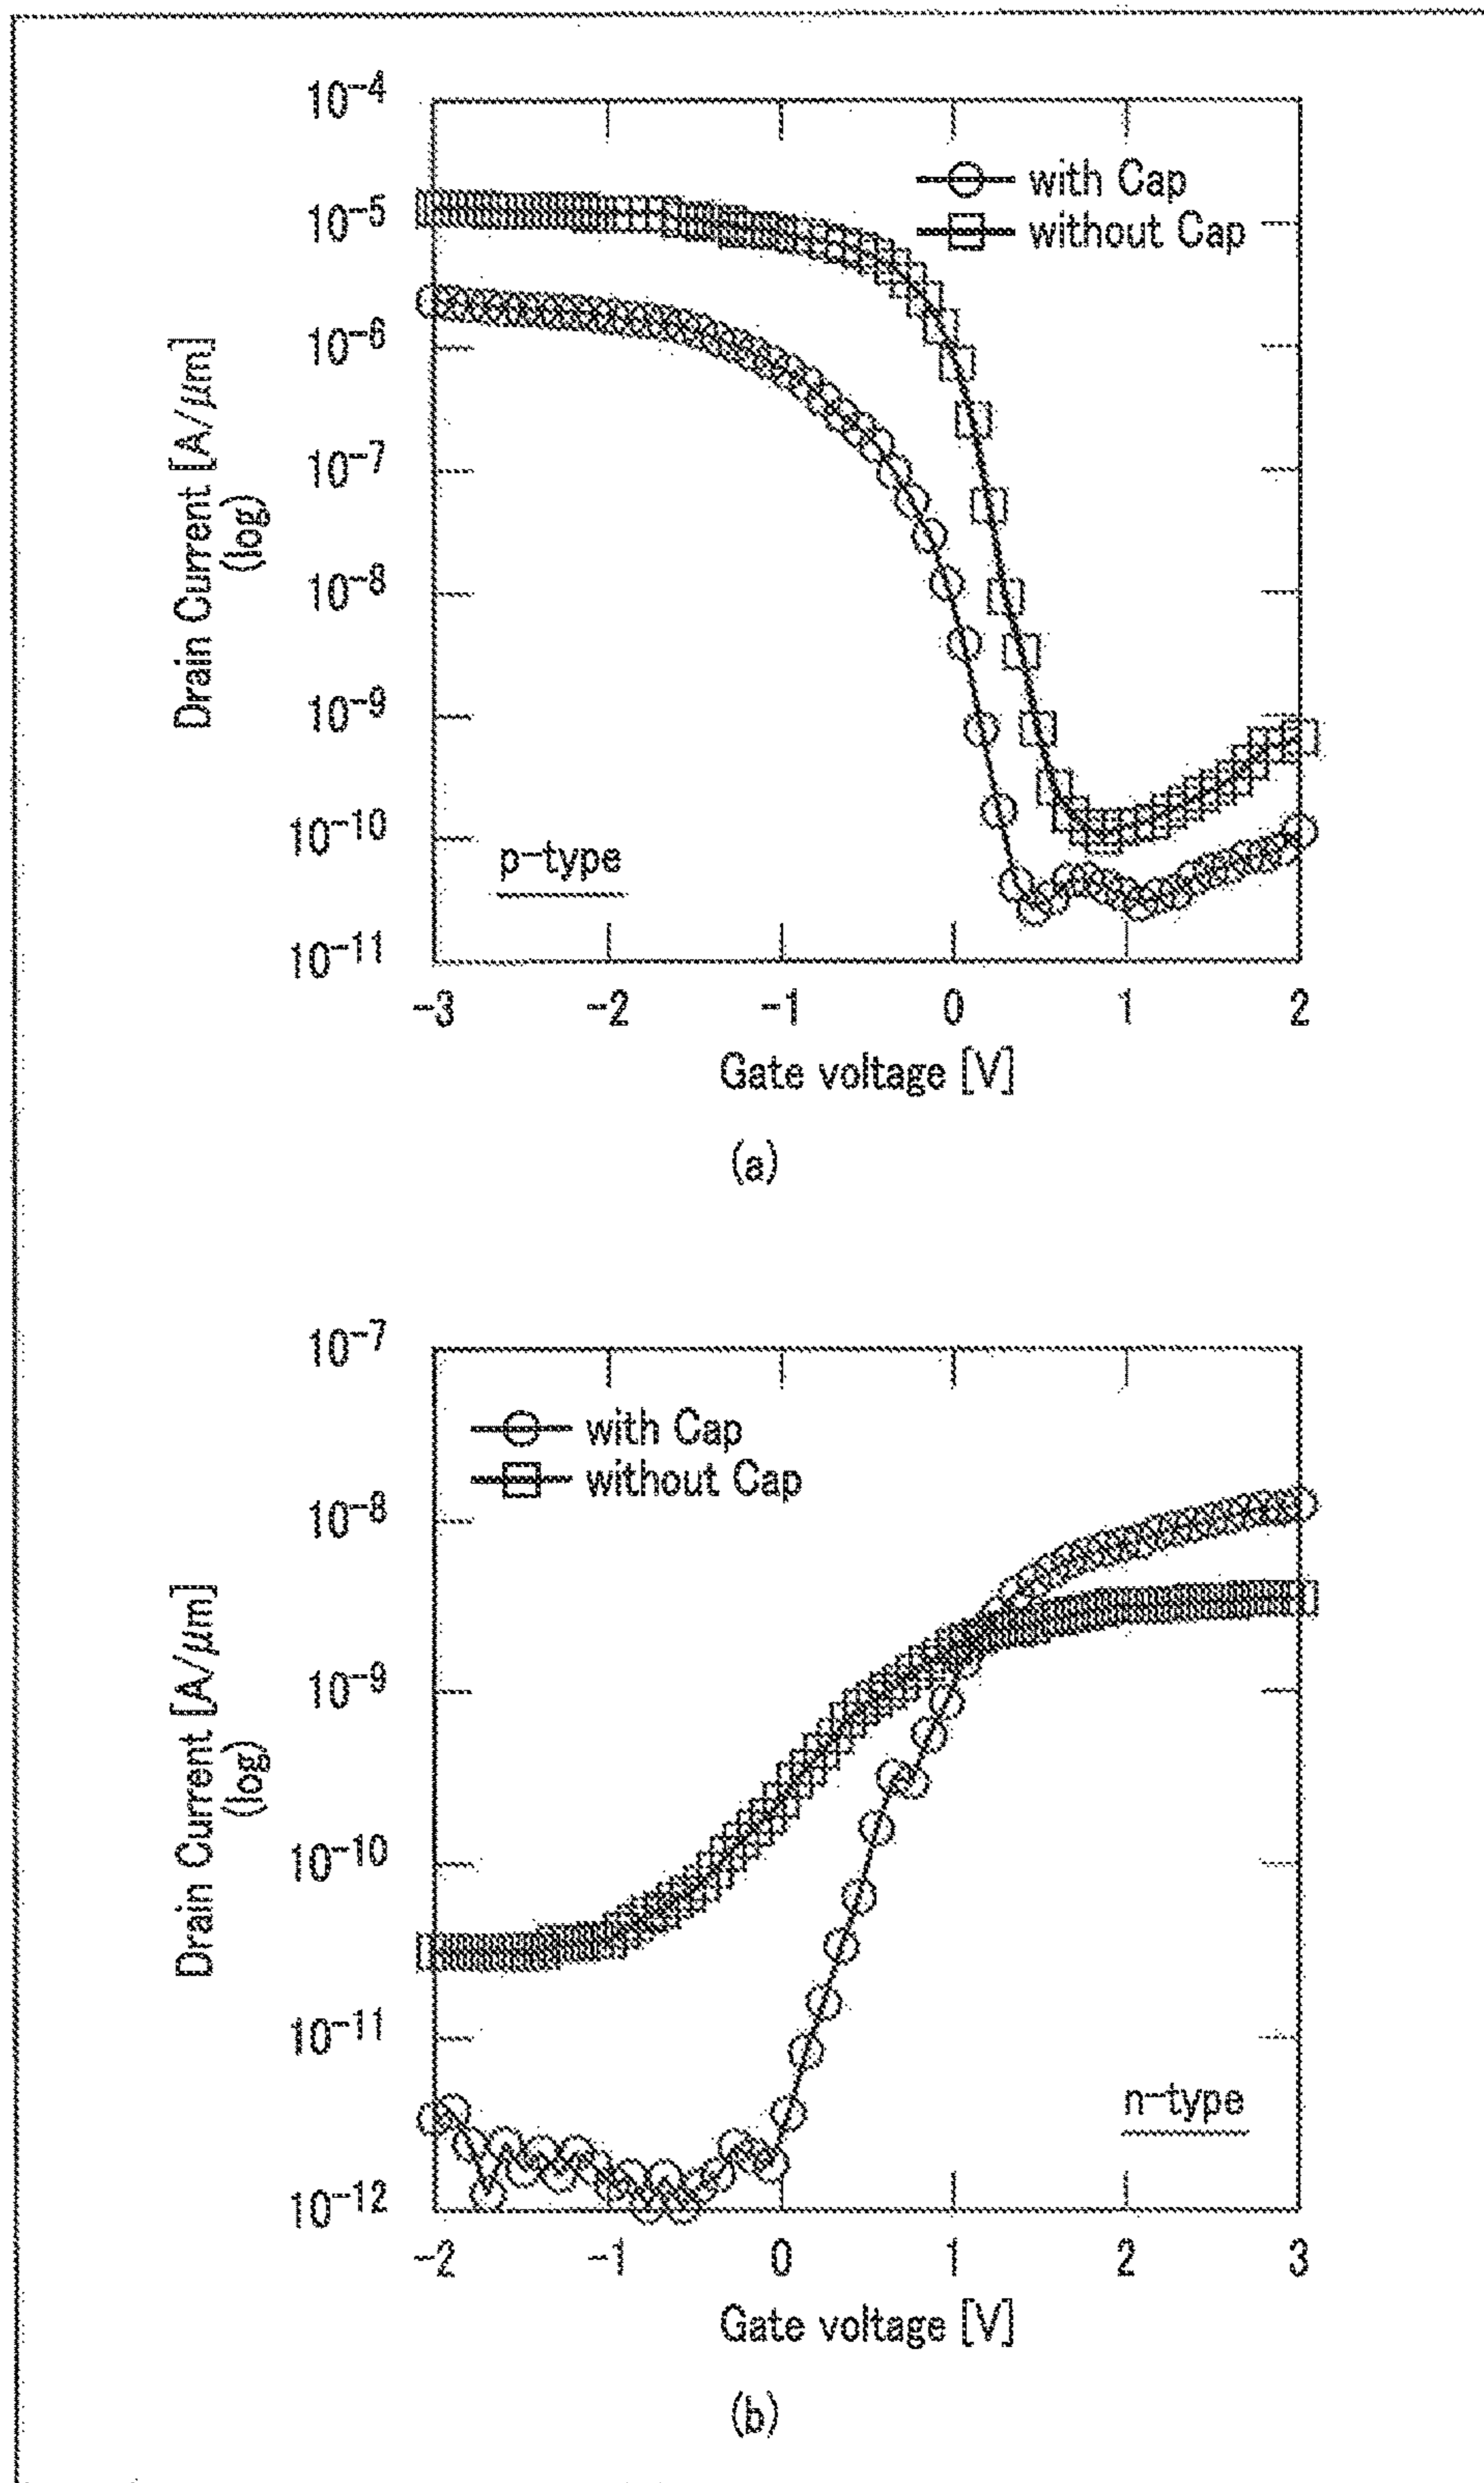 10⁻⁴
10⁻⁵
10⁻⁶
10⁻⁷
10⁻⁸
10⁻⁹
10⁻¹⁰
10⁻¹¹
Drain Current [A/μm]
(log)
with Cap
without Cap
p-type
-3 -2 -1 0 1 2
Gate voltage [V]
(a)
10⁻⁷
10⁻⁸
10⁻⁹
10⁻¹⁰
10⁻¹¹
10⁻¹²
Drain Current [A/μm]
(log)
with Cap
without Cap
n-type
-2 -1 0 1 2 3
Gate voltage [V]
(b)